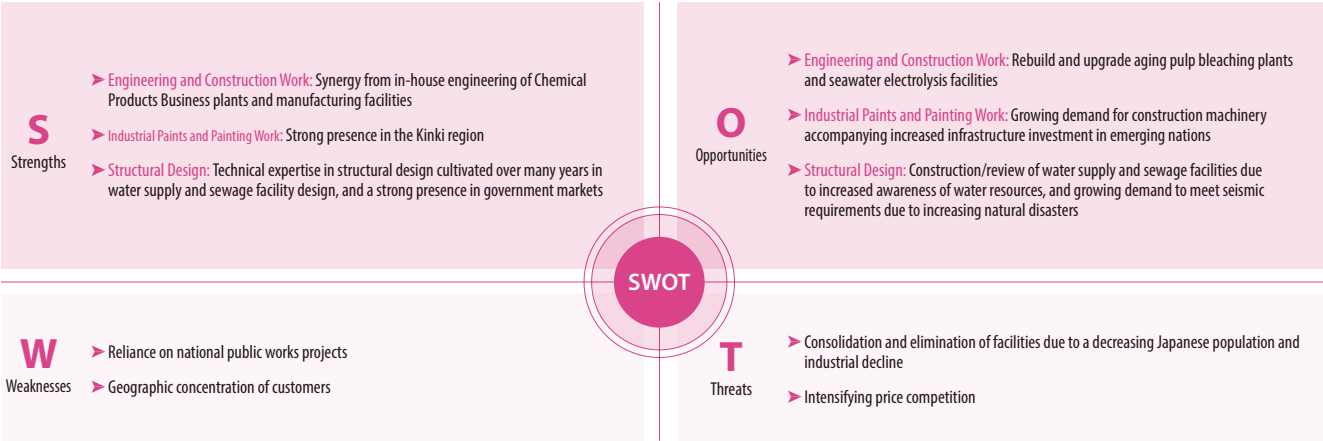 S
Strengths
➤ Engineering and Construction Work: Synergy from in-house engineering of Chemical
Products Business plants and manufacturing facilities
➤ Industrial Paints and Painting Work: Strong presence in the Kinki region
➤ Structural Design: Technical expertise in structural design cultivated over many years in
water supply and sewage facility design, and a strong presence in government markets
O
Opportunities
➤ Engineering and Construction Work: Rebuild and upgrade aging pulp bleaching plants
and seawater electrolysis facilities
➤ Industrial Paints and Painting Work: Growing demand for construction machinery
accompanying increased infrastructure investment in emerging nations
➤ Structural Design: Construction/review of water supply and sewage facilities due
to increased awareness of water resources, and growing demand to meet seismic
requirements due to increasing natural disasters
SWOT
W
Weaknesses
➤ Reliance on national public works projects
➤ Geographic concentration of customers
T
Threats
➤ Consolidation and elimination of facilities due to a decreasing Japanese population and
industrial decline
➤ Intensifying price competition